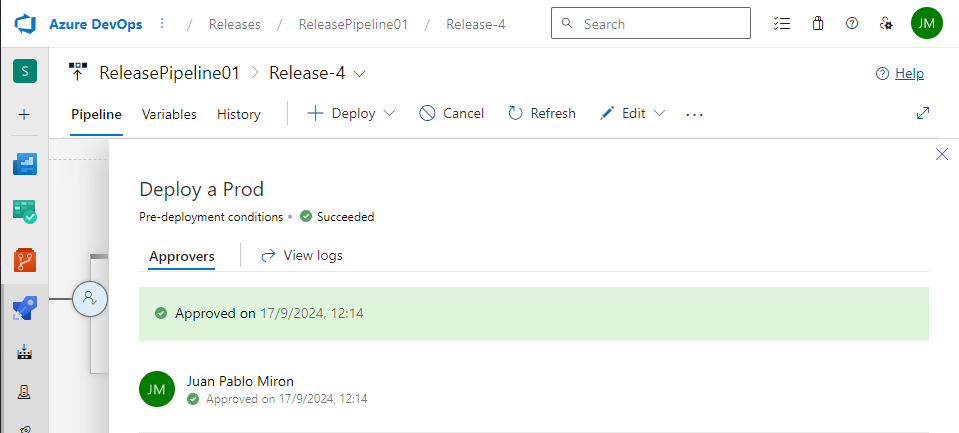 Azure DevOps / Releases / ReleasePipeline01 / Release-4 Search JM
S
ReleasePipeline01 > Release-4 Help
Pipeline Variables History Deploy Cancel Refresh Edit ...
Deploy a Prod
Pre-deployment conditions • Succeeded
Approvers View logs
Approved on 17/9/2024, 12:14
JM Juan Pablo Miron
Approved on 17/9/2024, 12:14